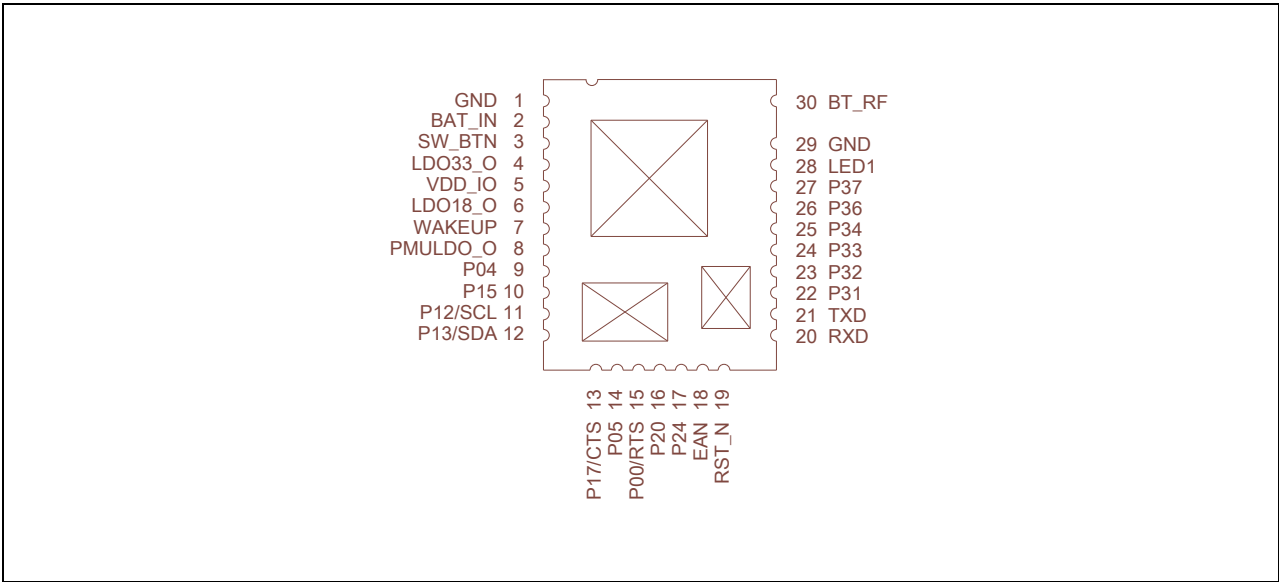 GND 1
BAT_IN 2
SW_BTN 3
LDO33_O 4
VDD_IO 5
LDO18_O 6
WAKEUP 7
PMULDO_O 8
P04 9
P15 10
P12/SCL 11
P13/SDA 12
P17/CTS 13
P05 14
P00/RTS 15
P20 16
P24 17
EAN 18
RST_N 19
30 BT_RF
29 GND
28 LED1
27 P37
26 P36
25 P34
24 P33
23 P32
22 P31
21 TXD
20 RXD